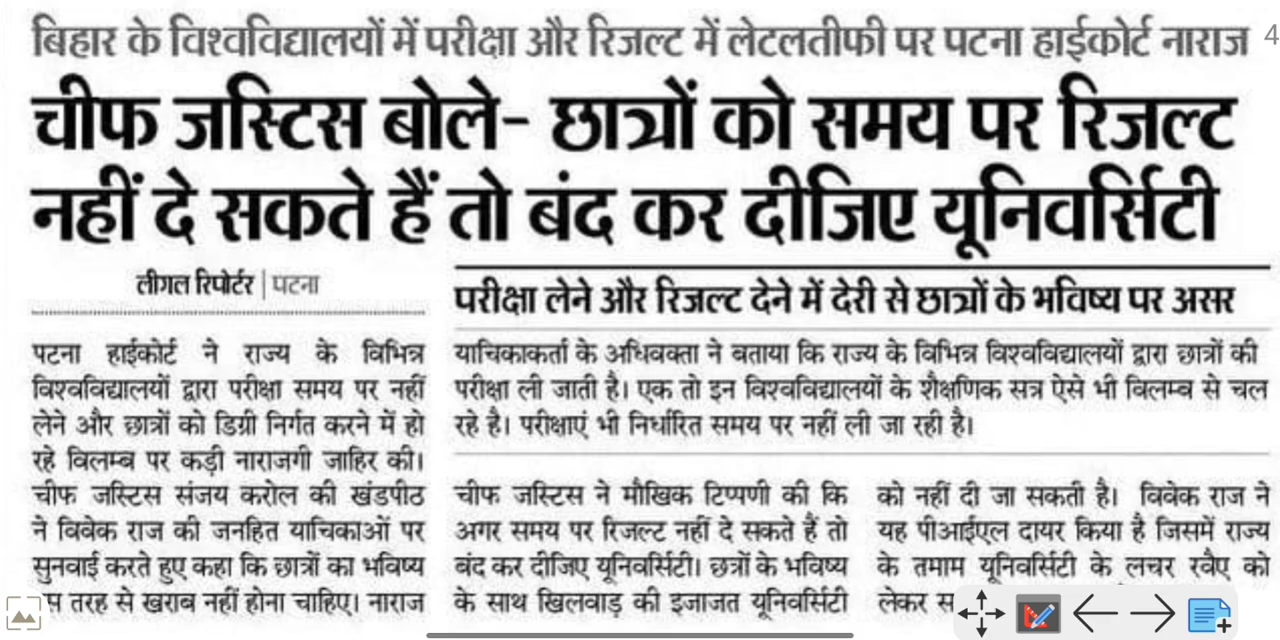 बिहार के विश्वविद्यालयों में परीक्षा और रिजल्ट में लेटलतीफी पर पटना हाईकोर्ट नाराज
4
चीफ जस्टिस बोले- छात्रों को समय पर रिजल्ट
नहीं दे सकते हैं तो बंद कर दीजिए यूनिवर्सिटी
लीगल रिपोर्टर | पटना
पटना हाईकोर्ट ने राज्य के विभिन्न
विश्वविद्यालयों द्वारा परीक्षा समय पर नहीं
लेने और छात्रों को डिग्री निर्गत करने में हो
रहे विलम्ब पर कड़ी नाराजगी जाहिर की।
चीफ जस्टिस संजय करोल की खंडपीठ
ने विवेक राज की जनहित याचिकाओं पर
सुनवाई करते हुए कहा कि छात्रों का भविष्य
तरह से खराब नहीं होना चाहिए। नाराज
परीक्षा लेने और रिजल्ट देने में देरी से छात्रों के भविष्य पर असर
याचिकाकर्ता के अधिवक्ता ने बताया कि राज्य के विभिन्न विश्वविद्यालयों द्वारा छात्रों की
परीक्षा ली जाती है। एक तो इन विश्वविद्यालयों के शैक्षणिक सत्र ऐसे भी विलम्ब से चल
रहे है। परीक्षाएं भी निर्धारित समय पर नहीं ली जा रही है।
चीफ जस्टिस ने मौखिक टिप्पणी की कि
अगर समय पर रिजल्ट नहीं दे सकते हैं तो
बंद कर दीजिए यूनिवर्सिटी। छत्रों के भविष्य
के साथ खिलवाड़ की इजाजत यूनिवर्सिटी
को नहीं दी जा सकती है। विवेक राज ने
यह पीआईएल दायर किया है जिसमें राज्य
के तमाम यूनिवर्सिटी के लचर रवैए को
लेकर